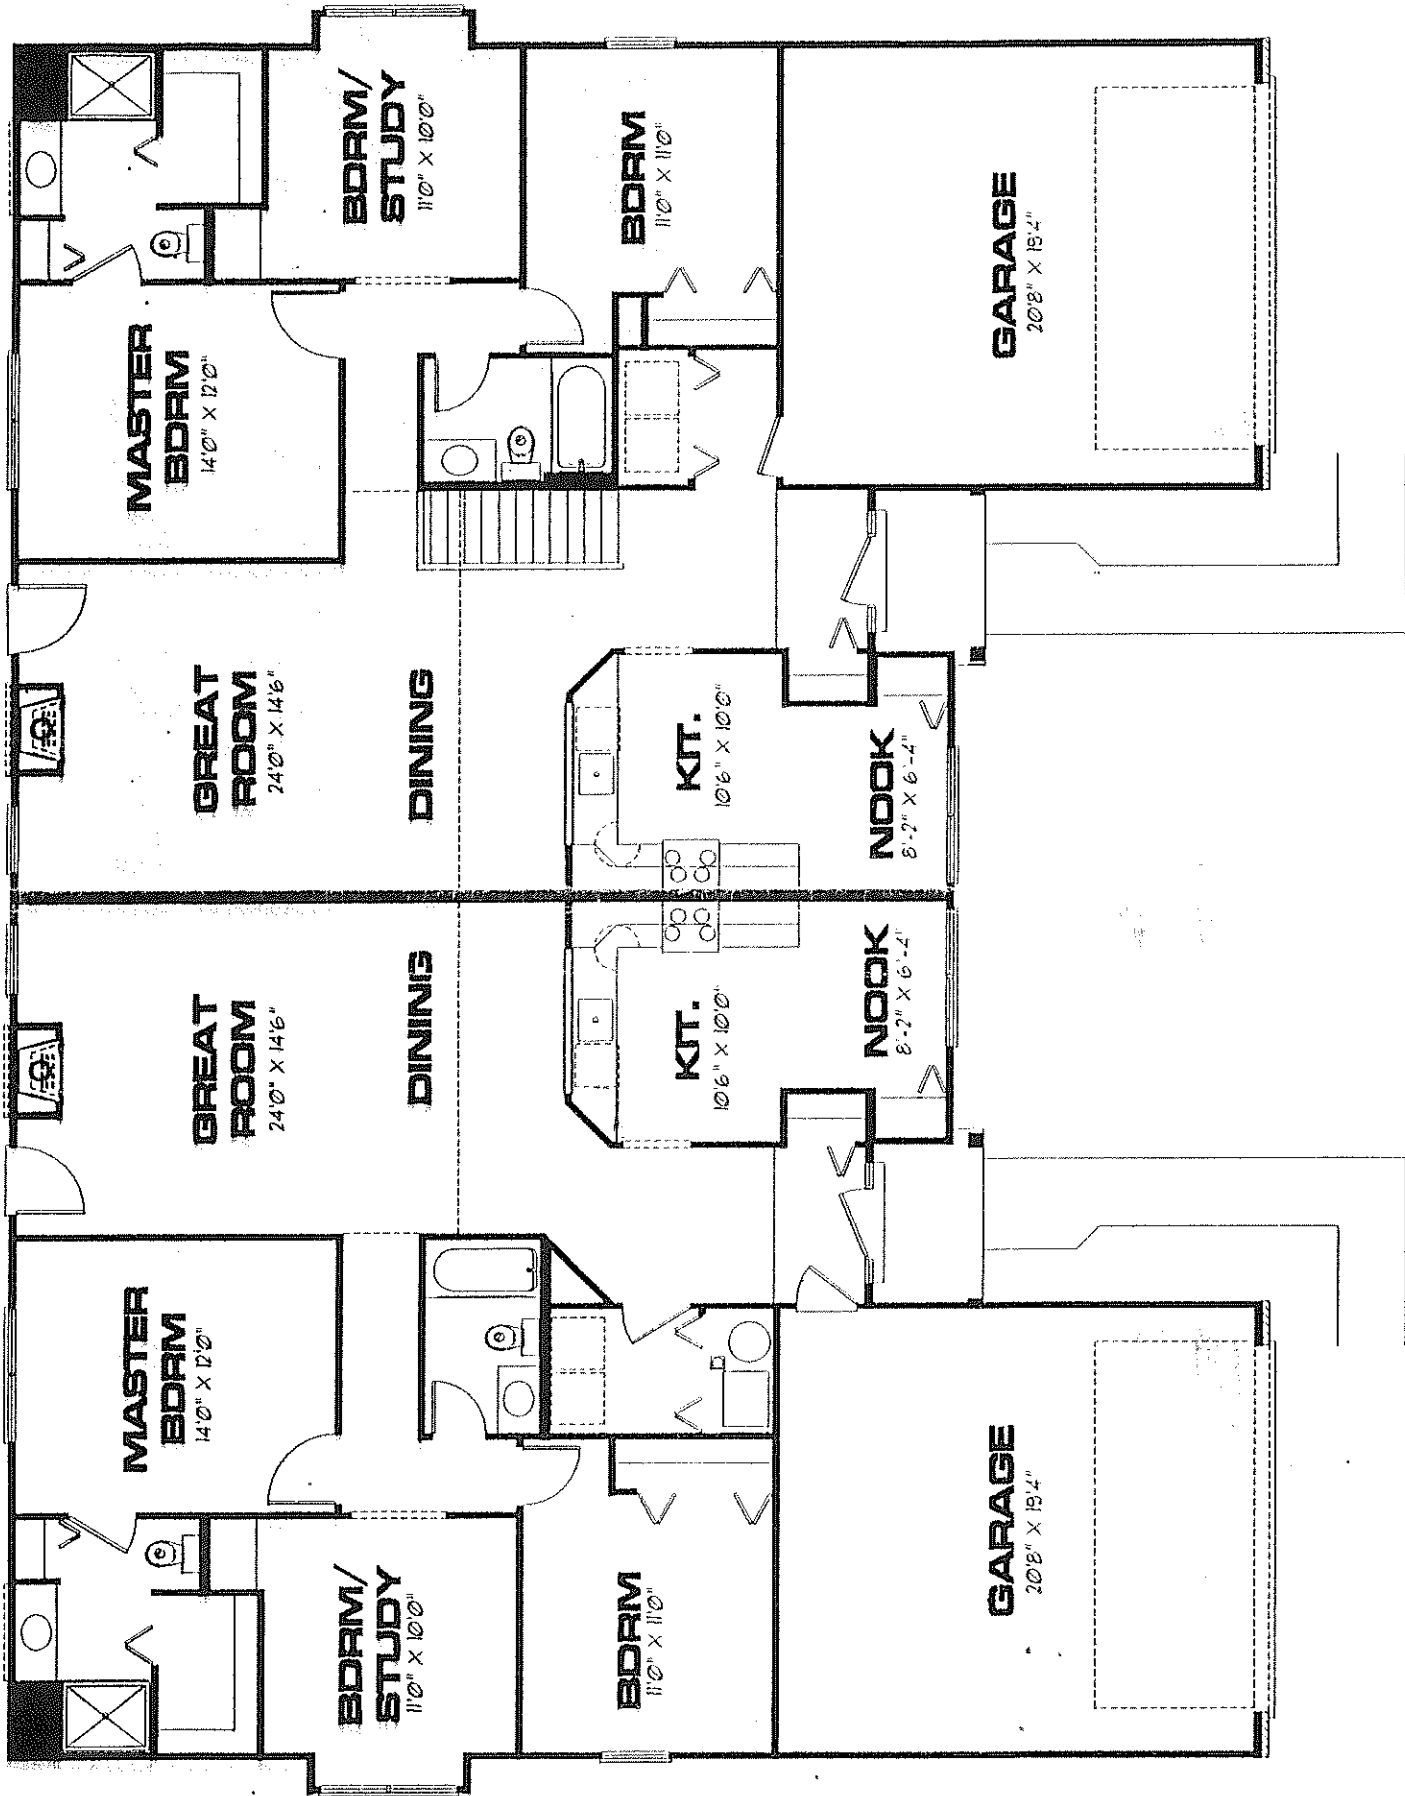 MASTER
BDRM
14'0" X 12'0"
GREAT
ROOM
24'0" X 14'6"
GREAT
ROOM
24'0" X 14'6"
MASTER
BDRM
14'0" X 12'0"
BDRM/
STUDY
11'0" X 10'0"
DINING
DINING
BDRM/
STUDY
11'0" X 10'0"
BDRM
11'0" X 11'0"
KIT.
10'6" X 10'0"
KIT.
10'6" X 10'0"
BDRM
11'0" X 11'0"
NOOK
8'-2" X 6'-4"
NOOK
8'-2" X 6'-4"
GARAGE
20'8" X 19'4"
GARAGE
20'8" X 19'4"